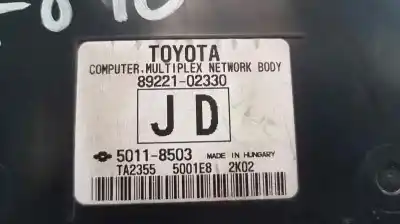 TOYOTA
COMPUTER, MULTIPLEX NETWORK BODY
89221-02330
JD
5011-8503 MADE IN HUNGARY
TA2355 5001E8 2K02